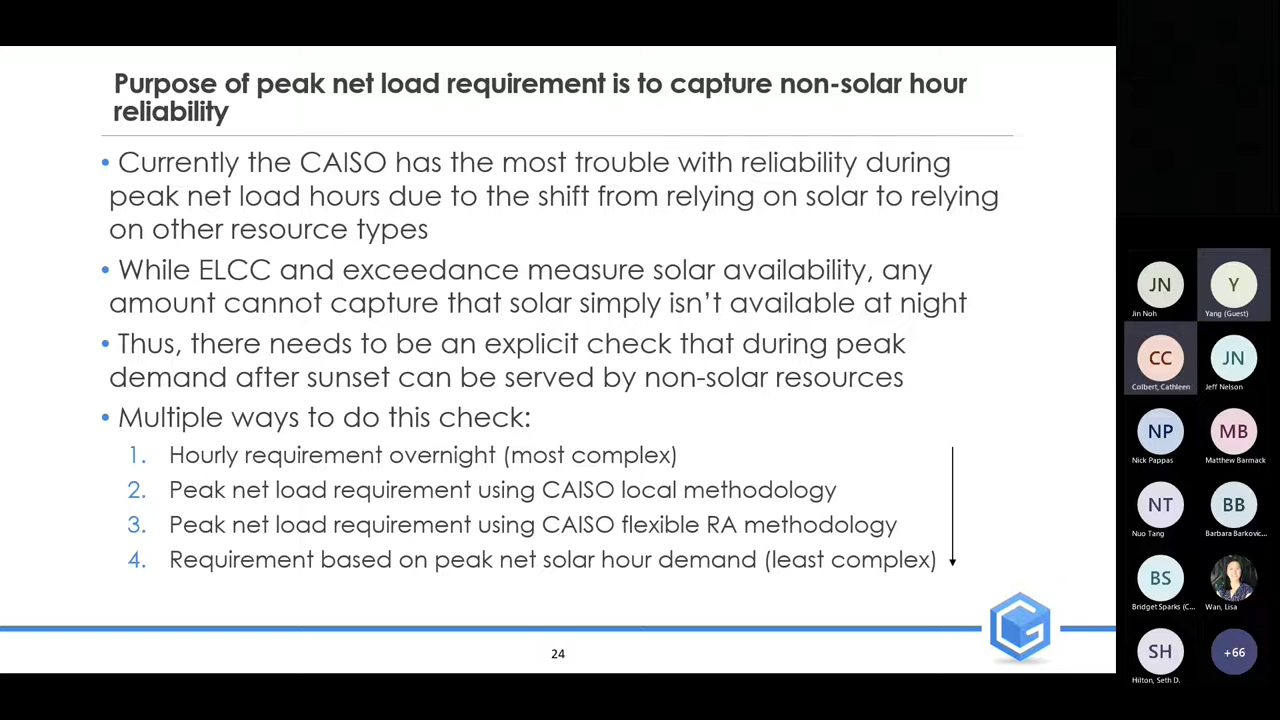 Purpose of peak net load requirement is to capture non-solar hour
reliability
• Currently the CAISO has the most trouble with reliability during
peak net load hours due to the shift from relying on solar to relying
on other resource types
• While ELCC and exceedance measure solar availability, any
amount cannot capture that solar simply isn't available at night
• Thus, there needs to be an explicit check that during peak
demand after sunset can be served by non-solar resources
• Multiple ways to do this check:
1. Hourly requirement overnight (most complex)
2. Peak net load requirement using CAISO local methodology
3. Peak net load requirement using CAISO flexible RA methodology
4. Requirement based on peak net solar hour demand (least complex)
24
JN
Jin Noh
Y
Yang (Guest)
CC
Colbert, Cathleen
JN
Jeff Nelson
NP
Nick Pappas
MB
Matthew Barmack
NT
Nuo Tang
BB
Barbara Barkovic...
BS
Bridget Sparks (C...
Wan, Lisa
SH
Hilton, Seth D.
+66